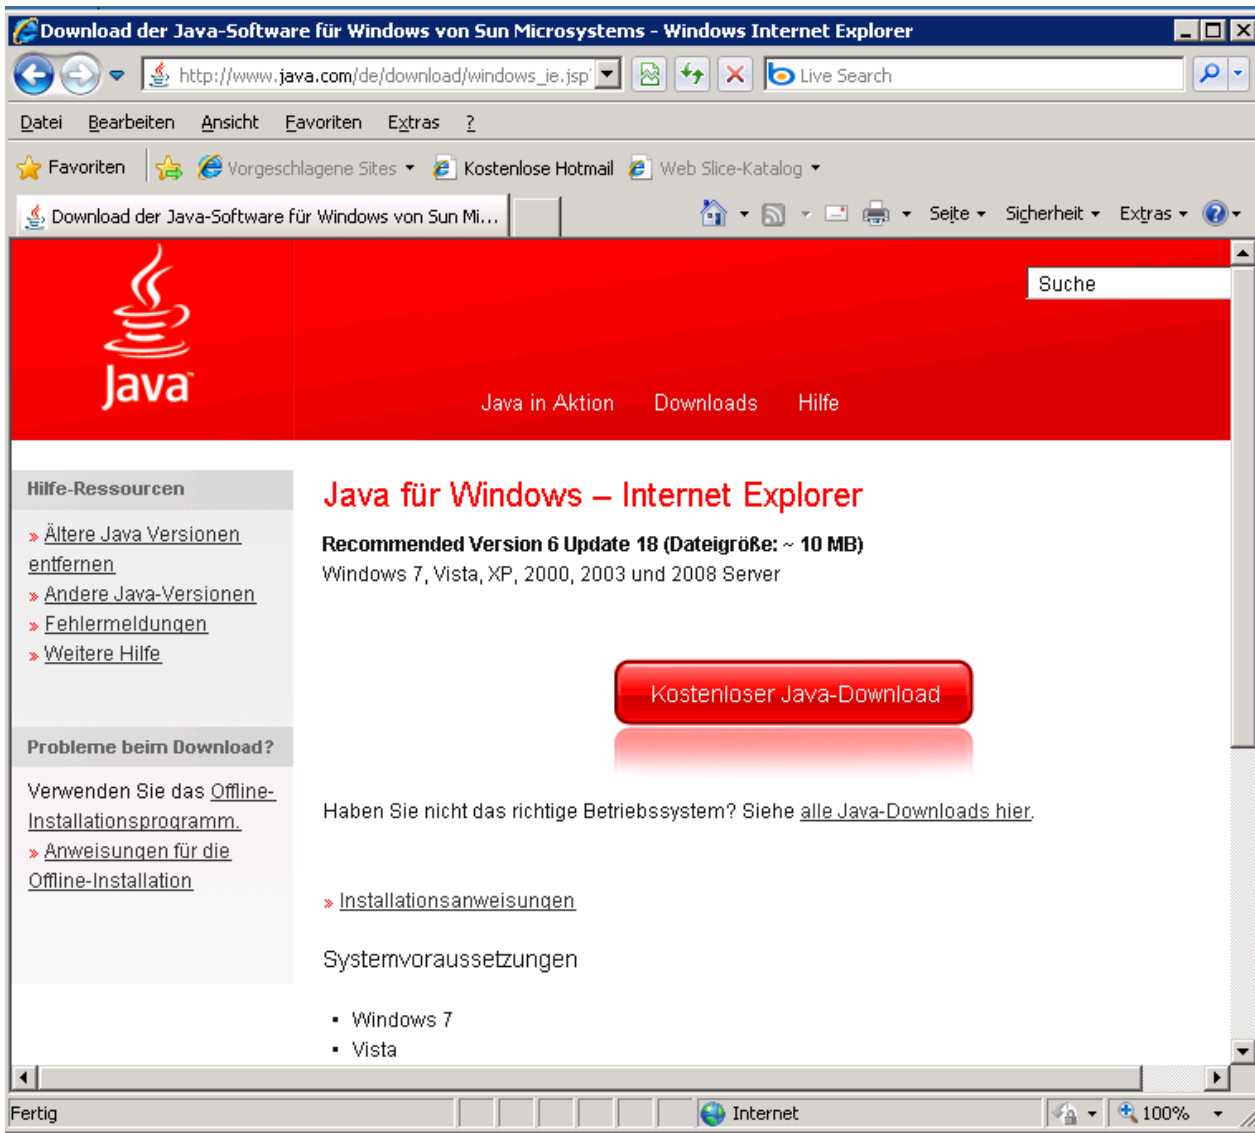 Download der Java-Software für Windows von Sun Microsystems - Windows Internet Explorer
http://www.java.com/de/download/windows_ie.jsp
Live Search
Datei Bearbeiten Ansicht Favoriten Extras ?
Favoriten Vorgeschlagene Sites Kostenlose Hotmail Web Slice-Katalog
Download der Java-Software für Windows von Sun Mi...
Seite Sicherheit Extras
Suche
Java
Java in Aktion Downloads Hilfe
Hilfe-Ressourcen
» Ältere Java Versionen
entfernen
» Andere Java-Versionen
» Fehlermeldungen
» Weitere Hilfe
Probleme beim Download?
Verwenden Sie das Offline-
Installationsprogramm.
» Anweisungen für die
Offline-Installation
Java für Windows – Internet Explorer
Recommended Version 6 Update 18 (Dateigröße: ~ 10 MB)
Windows 7, Vista, XP, 2000, 2003 und 2008 Server
Kostenloser Java-Download
Haben Sie nicht das richtige Betriebssystem? Siehe alle Java-Downloads hier.
» Installationsanweisungen
Systemvoraussetzungen
▪ Windows 7
▪ Vista
Fertig
Internet
100%